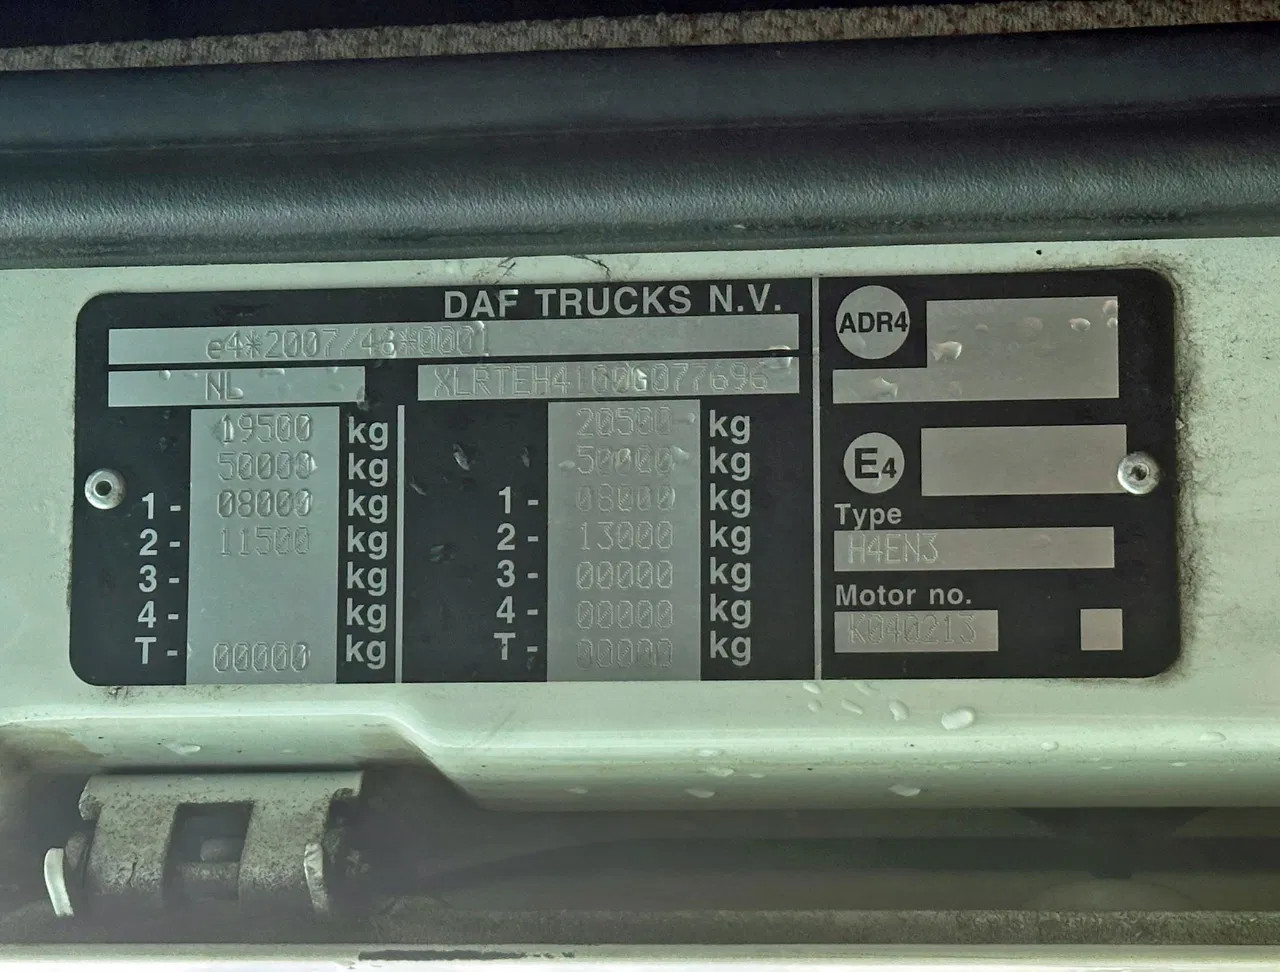 DAF TRUCKS N.V.
e4*2007/46*0001
NL XLRTEH4100G077696
19500 kg 20500 kg
50000 kg 50000 kg
1- 08000 kg 1- 08000 kg
2- 11500 kg 2- 13000 kg
3- kg 3- 00000 kg
4- kg 4- 00000 kg
T- 00000 kg T- 00000 kg
ADR4
E4
Type
H4EN3
Motor no.
K040213